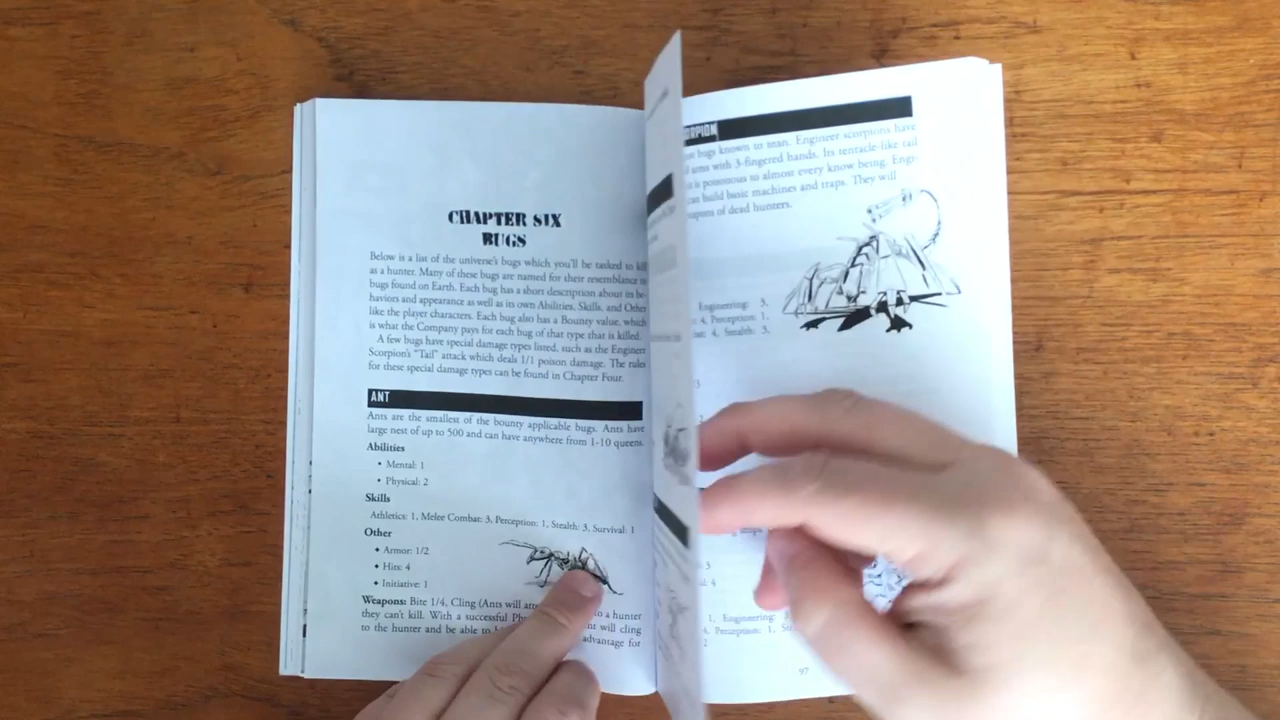 CHAPTER SIX
BUGS
Below is a list of the universe's bugs which you'll be tasked to kill
as a hunter. Many of these bugs are named for their resemblance to
bugs found on Earth. Each bug has a short description about its be-
haviors and appearance as well as its own Abilities, Skills, and Other
like the player characters. Each bug also has a Bounty value, which
is what the Company pays for each bug of that type that is killed.
A few bugs have special damage types listed, such as the Engineer
Scorpion's "Tail" attack which deals 1/1 poison damage. The rules
for these special damage types can be found in Chapter Four.
ANT
Ants are the smallest of the bounty applicable bugs. Ants have
large nest of up to 500 and can have anywhere from 1-10 queens.
Abilities
• Mental: 1
• Physical: 2
Skills
Athletics: 1, Melee Combat: 3, Perception: 1, Stealth: 3, Survival: 1
Other
◆ Armor: 1/2
◆ Hits: 4
◆ Initiative: 1
Weapons: Bite 1/4, Cling (Ants will a hunter
they can't kill. With a successful will cling
to the hunter and be able to advantage for
bugs known to man. Engineer scorpions have
arms with 3-fingered hands. Its tentacle-like tail
is poisonous to almost every know being. Engi-
can build basic machines and traps. They will
of dead hunters.
Engineering: 3,
4, Perception: 1,
4, Stealth: 3,
1, Engineering:
Perception: 1,
97